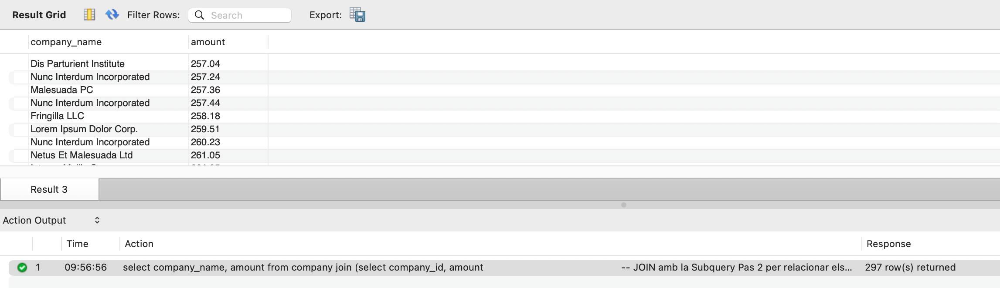 Result Grid Filter Rows: Search Export:
company_name amount
Dis Parturient Institute 257.04
Nunc Interdum Incorporated 257.24
Malesuada PC 257.36
Nunc Interdum Incorporated 257.44
Fringilla LLC 258.18
Lorem Ipsum Dolor Corp. 259.51
Nunc Interdum Incorporated 260.23
Netus Et Malesuada Ltd 261.05
Result 3
Action Output
Time Action Response
1 09:56:56 select company_name, amount from company join (select company_id, amount -- JOIN amb la Subquery Pas 2 per relacionar els... 297 row(s) returned